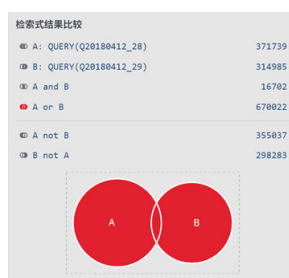 检索式结果比较
A: QUERY(Q20180412_28) 371739
B: QUERY(Q20180412_29) 314985
A and B 16702
A or B 670022
A not B 355037
B not A 298283
A B